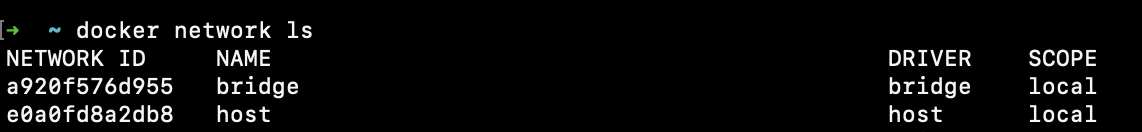 ➜ ~ docker network ls
NETWORK ID NAME DRIVER SCOPE
a920f576d955 bridge bridge local
e0a0fd8a2db8 host host local